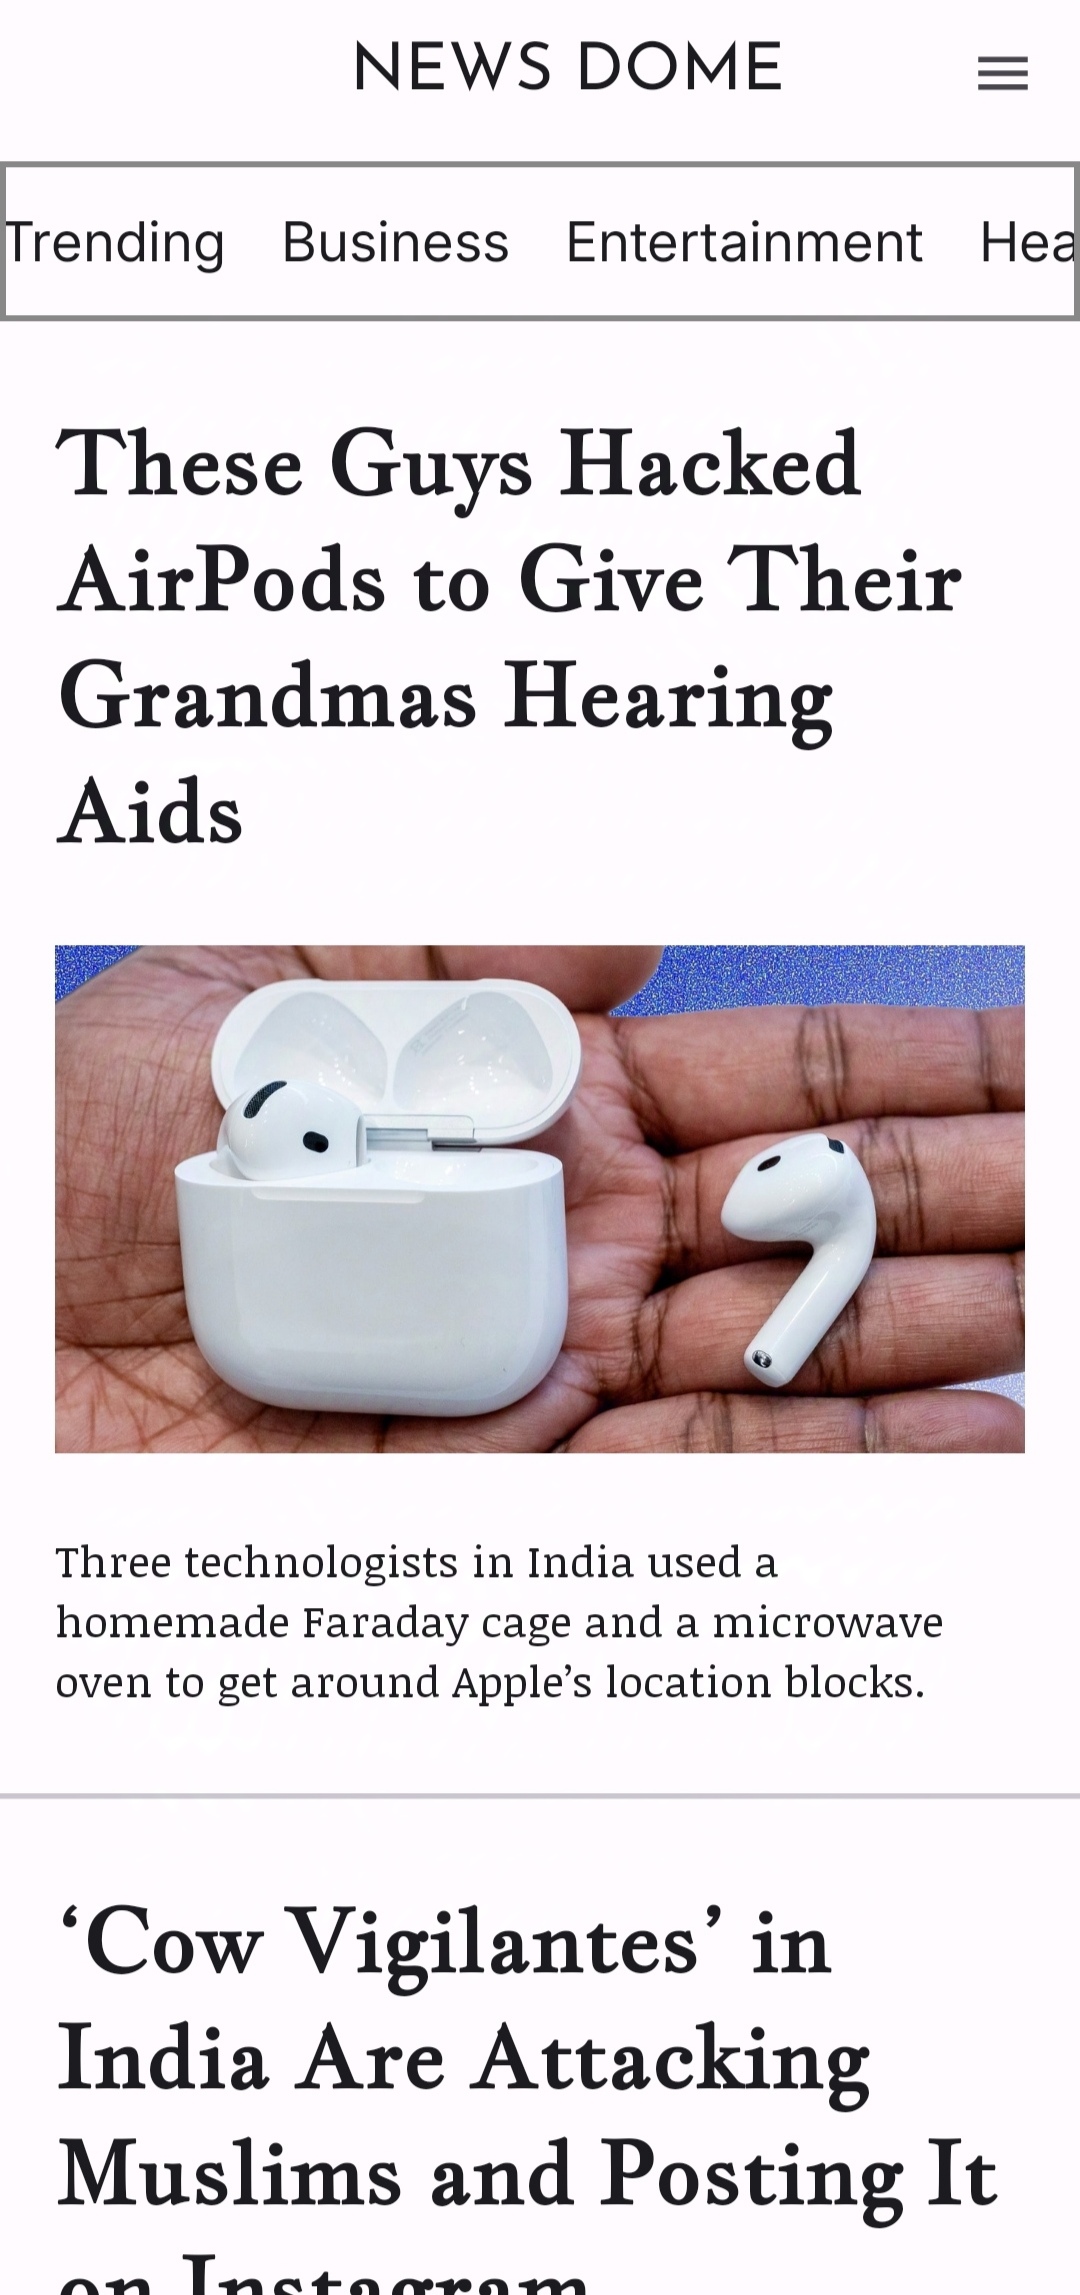 NEWS DOME
Trending Business Entertainment Hea
These Guys Hacked
AirPods to Give Their
Grandmas Hearing
Aids
Three technologists in India used a
homemade Faraday cage and a microwave
oven to get around Apple’s location blocks.
‘Cow Vigilantes’ in
India Are Attacking
Muslims and Posting It
on Instagram